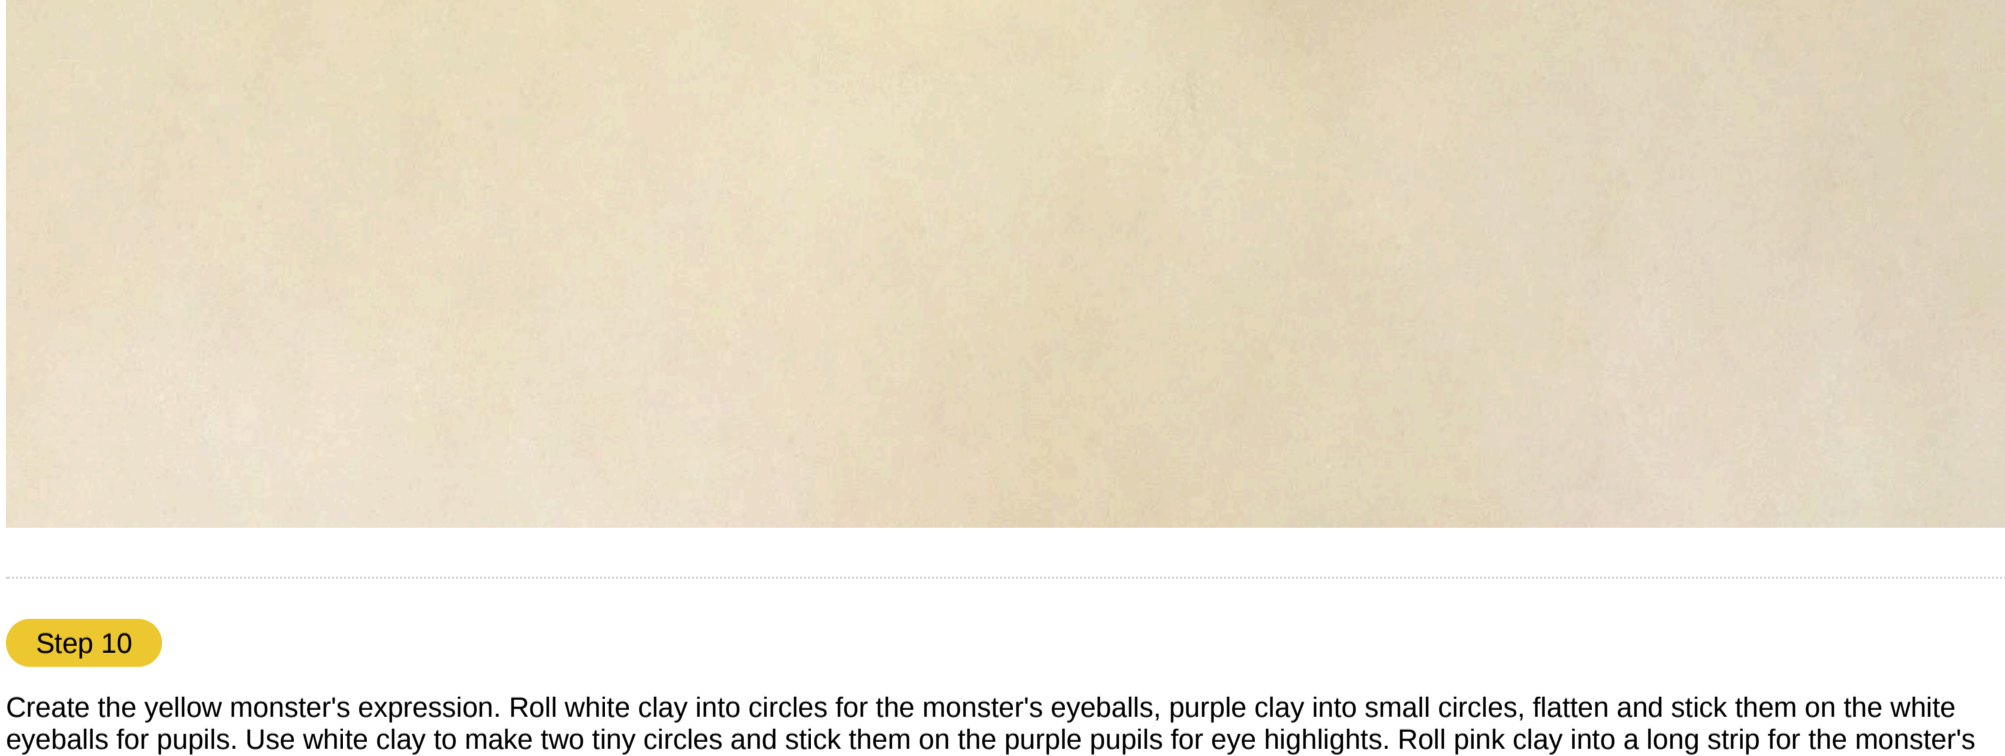 Step 10
Create the yellow monster's expression. Roll white clay into circles for the monster's eyeballs, purple clay into small circles, flatten and stick them on the white
eyeballs for pupils. Use white clay to make two tiny circles and stick them on the purple pupils for eye highlights. Roll pink clay into a long strip for the monster's